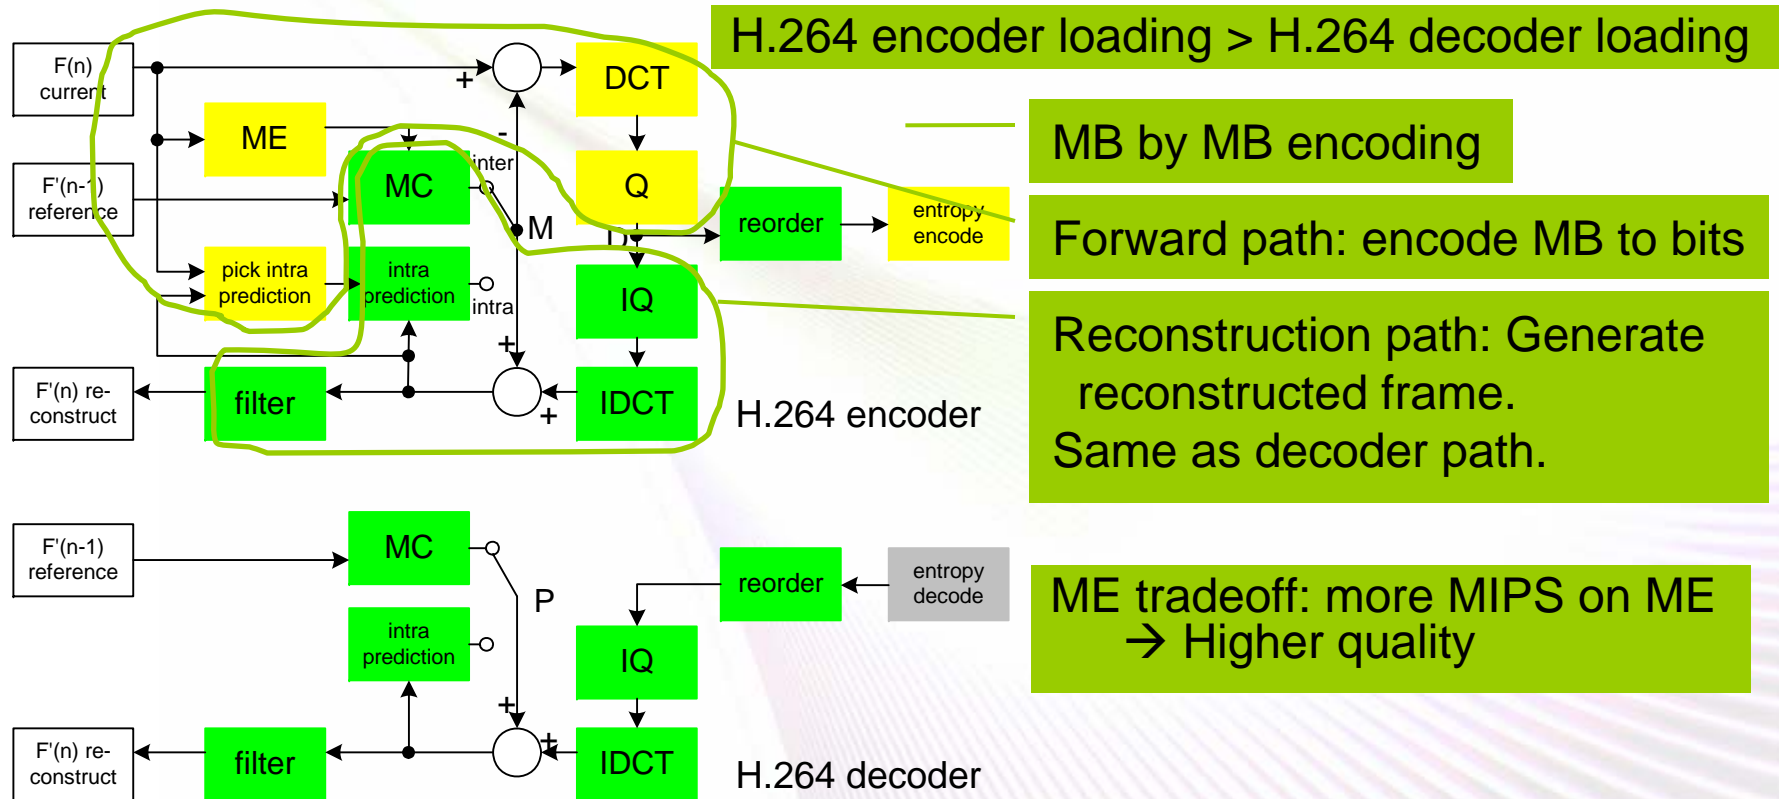 H.264 encoder loading > H.264 decoder loading
F(n)
current
+
DCT
ME
-
MB by MB encoding
inter
F'(n-1)
reference
MC
Q
M
D
reorder
entropy
encode
Forward path: encode MB to bits
pick intra
prediction
intra
prediction
intra
IQ
Reconstruction path: Generate
reconstructed frame.
Same as decoder path.
+
F'(n) re-
construct
filter
+
IDCT
H.264 encoder
F'(n-1)
reference
MC
P
reorder
entropy
decode
ME tradeoff: more MIPS on ME
→ Higher quality
intra
prediction
IQ
+
F'(n) re-
construct
filter
+
IDCT
H.264 decoder